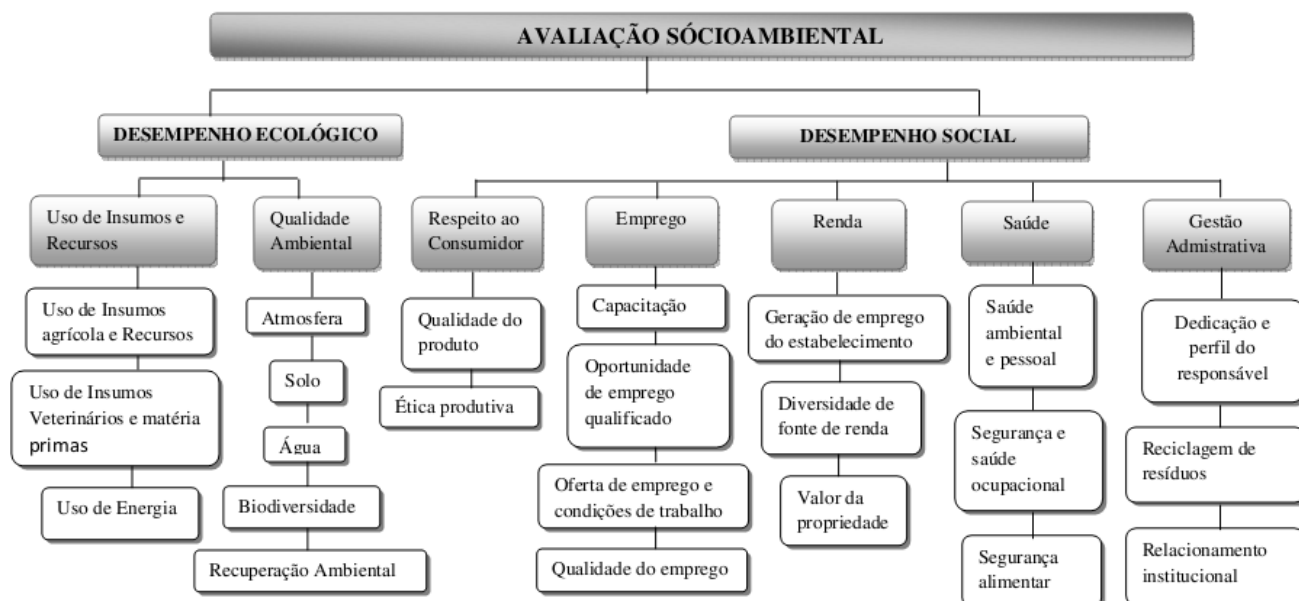 AVALIAÇÃO SÓCIOAMBIENTAL
DESEMPENHO ECOLÓGICO
DESEMPENHO SOCIAL
Uso de Insumos e
Recursos
Qualidade
Ambiental
Respeito ao
Consumidor
Emprego
Renda
Saúde
Gestão
Admistrativa
Uso de Insumos
agrícola e Recursos
Uso de Insumos
Veterinários e matéria
primas
Uso de Energia
Atmosfera
Solo
Água
Biodiversidade
Recuperação Ambiental
Qualidade do
produto
Ética produtiva
Capacitação
Oportunidade
de emprego
qualificado
Oferta de emprego e
condições de trabalho
Qualidade do emprego
Geração de emprego
do estabelecimento
Diversidade de
fonte de renda
Valor da
propriedade
Saúde
ambiental
e pessoal
Segurança e
saúde
ocupacional
Segurança
alimentar
Dedicação e
perfil do
responsável
Reciclagem de
resíduos
Relacionamento
institucional